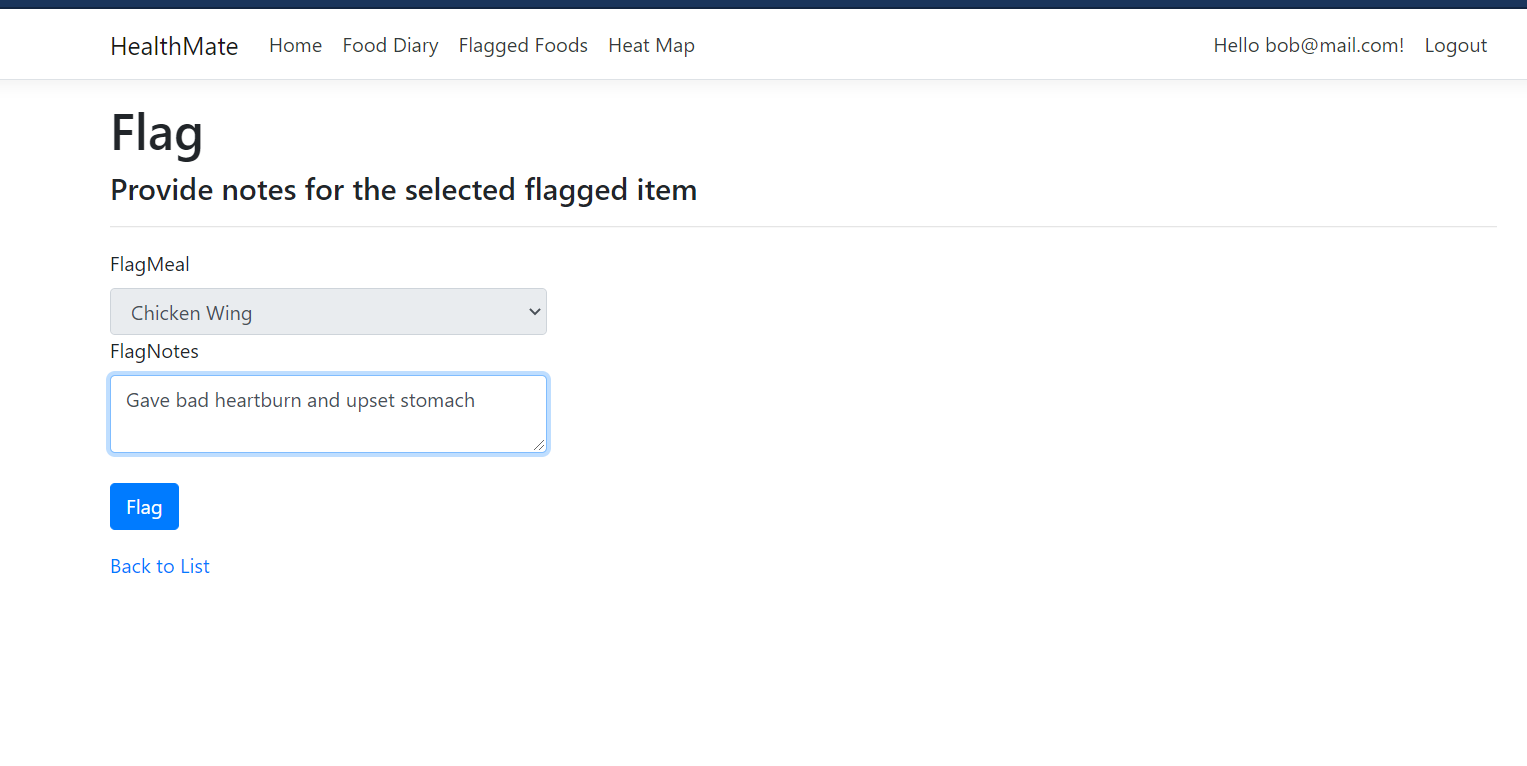 HealthMate Home Food Diary Flagged Foods Heat Map Hello bob@mail.com! Logout
Flag
Provide notes for the selected flagged item
FlagMeal
Chicken Wing
FlagNotes
Gave bad heartburn and upset stomach
Flag
Back to List